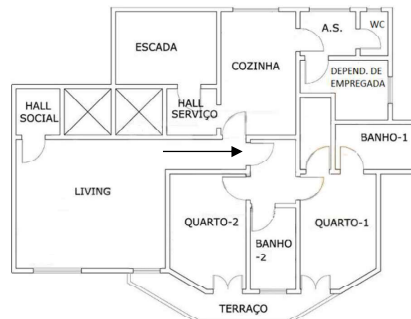 ESCADA
A.S.
WC
COZINHA
DEPEND. DE
EMPREGADA
HALL
SOCIAL
HALL
SERVIÇO
BANHO-1
LIVING
QUARTO-2
BANHO
-2
QUARTO-1
TERRAÇO